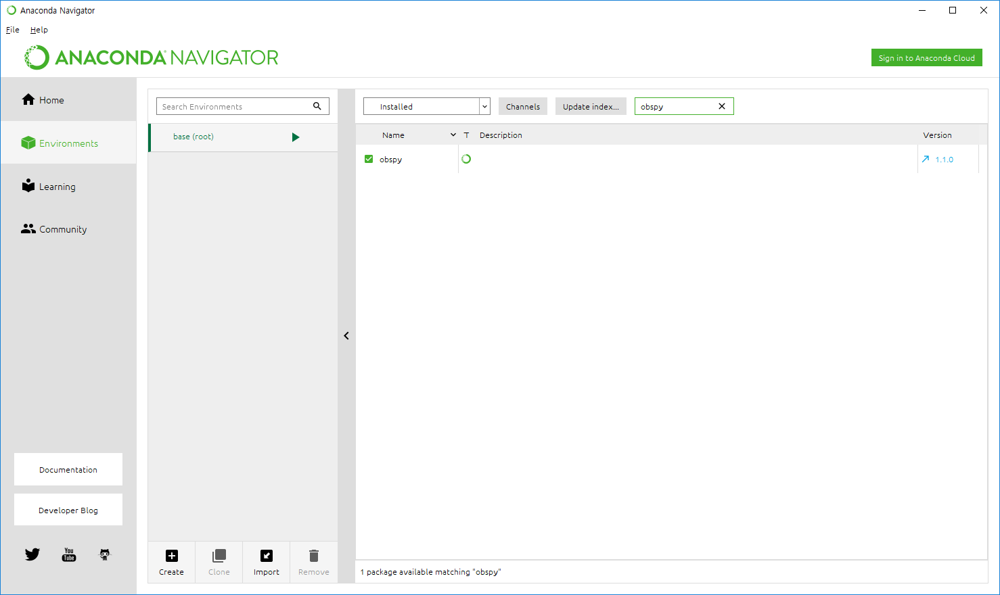 Anaconda Navigator
File Help
ANACONDA NAVIGATOR
Sign in to Anaconda Cloud
Home
Environments
Learning
Community
Documentation
Developer Blog
You Tube
Search Environments
base (root)
Create Clone Import Remove
Installed Channels Update index... obspy
Name T Description Version
obspy 1.1.0
1 package available matching "obspy"